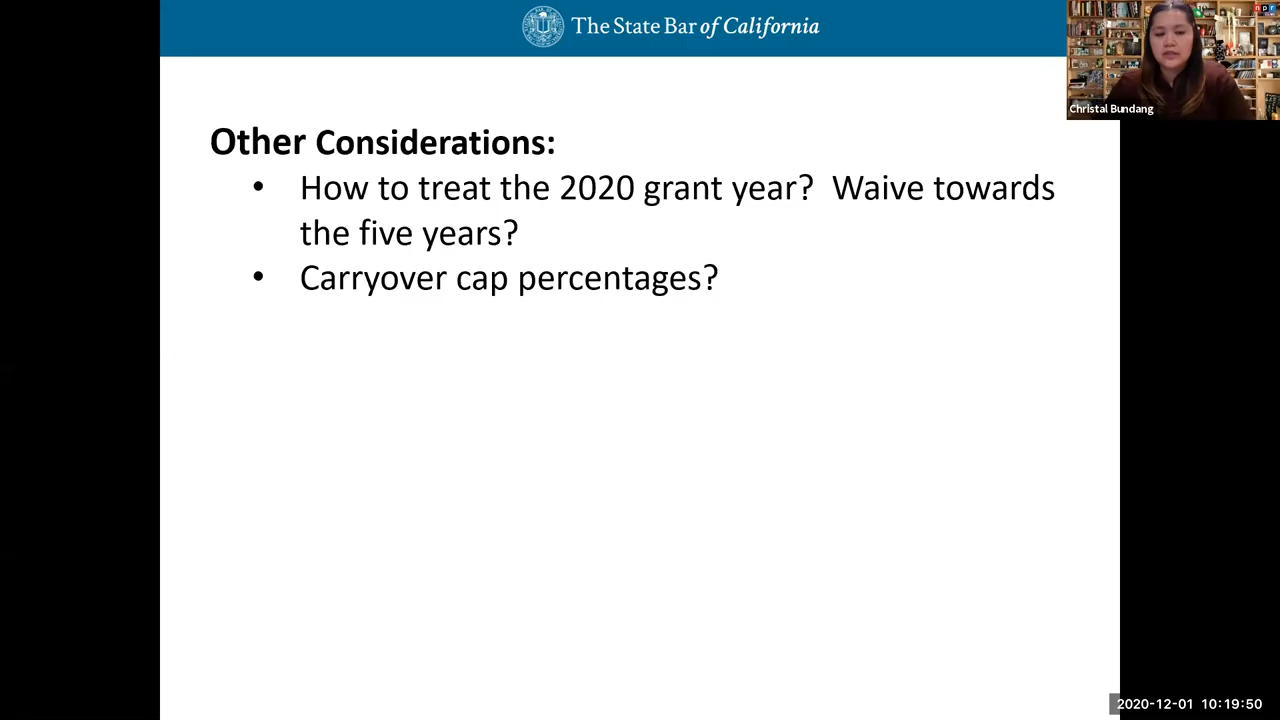 The State Bar of California
npr
Christal Bundang
Other Considerations:
• How to treat the 2020 grant year? Waive towards
the five years?
• Carryover cap percentages?
2020-12-01 10:19:50